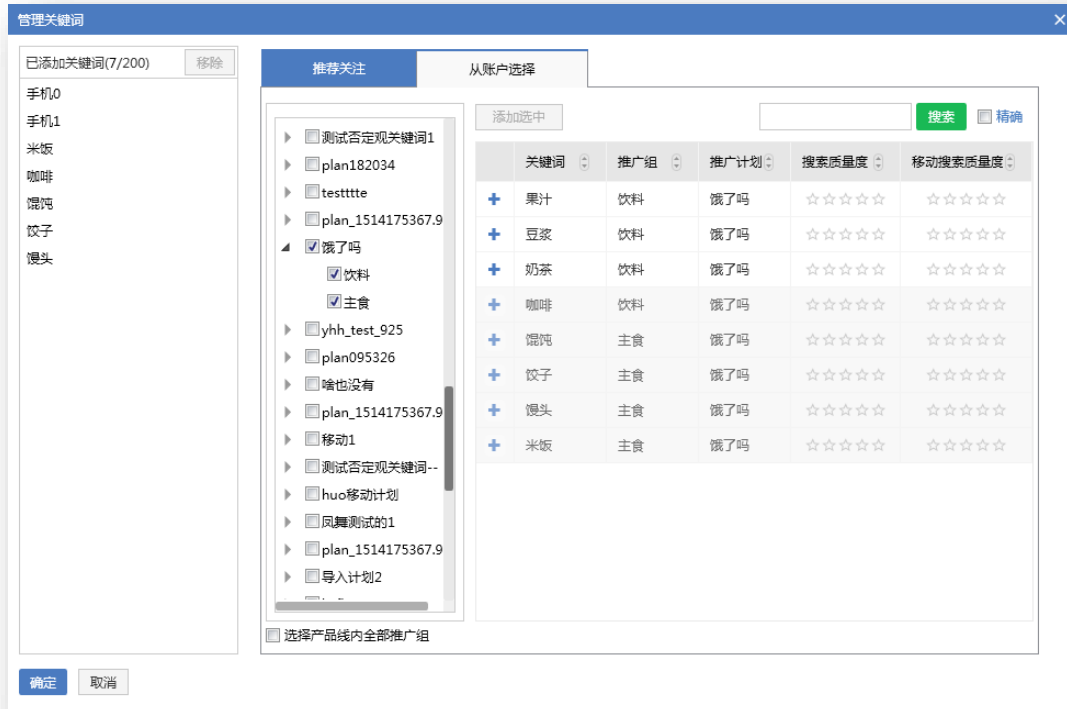 管理关键词
已添加关键词(7/200)
移除
手机0
手机1
米饭
咖啡
馄饨
饺子
馒头
推荐关注
从账户选择
测试否定观关键词1
plan182034
testttte
plan_1514175367.9
饿了吗
饮料
主食
yhh_test_925
plan095326
啥也没有
plan_1514175367.9
移动1
测试否定观关键词--
huo移动计划
凤舞测试的1
plan_1514175367.9
导入计划2
选择产品线内全部推广组
添加选中
搜索
精确
关键词 推广组 推广计划 搜索质量度 移动搜索质量度
果汁 饮料 饿了吗
豆浆 饮料 饿了吗
奶茶 饮料 饿了吗
咖啡 饮料 饿了吗
馄饨 主食 饿了吗
饺子 主食 饿了吗
馒头 主食 饿了吗
米饭 主食 饿了吗
确定
取消